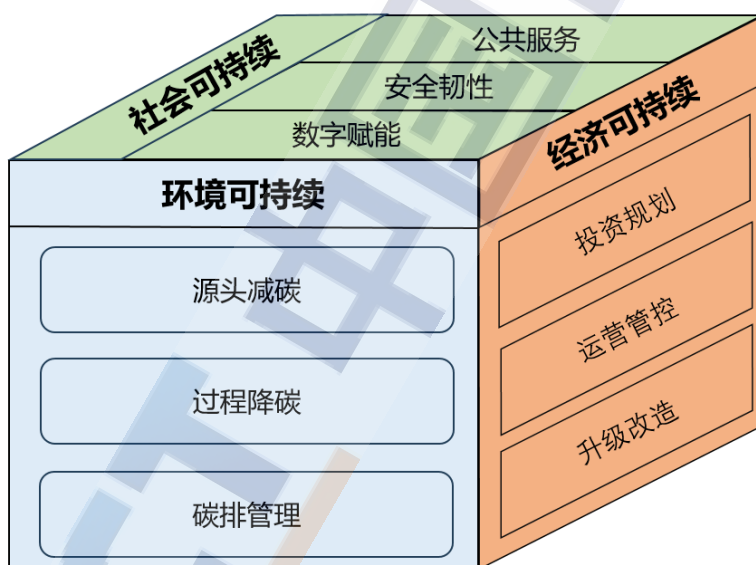 社会可持续
公共服务
安全韧性
数字赋能
环境可持续
源头减碳
过程降碳
碳排管理
经济可持续
投资规划
运营管控
升级改造